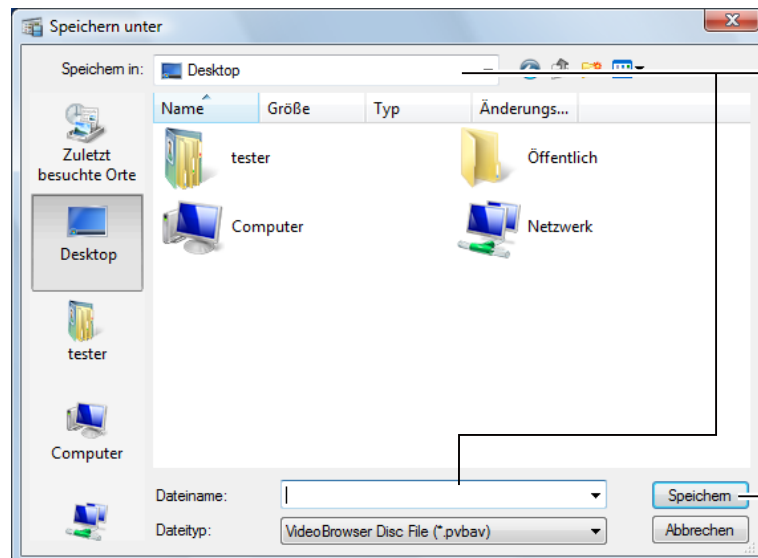 Speichern unter
Speichern in:
Desktop
Name
Größe
Typ
Änderungs...
Zuletzt
besuchte Orte
Desktop
tester
Computer
tester
Öffentlich
Computer
Netzwerk
Dateiname:
Speichern
Dateityp:
VideoBrowser Disc File (*.pvbav)
Abbrechen